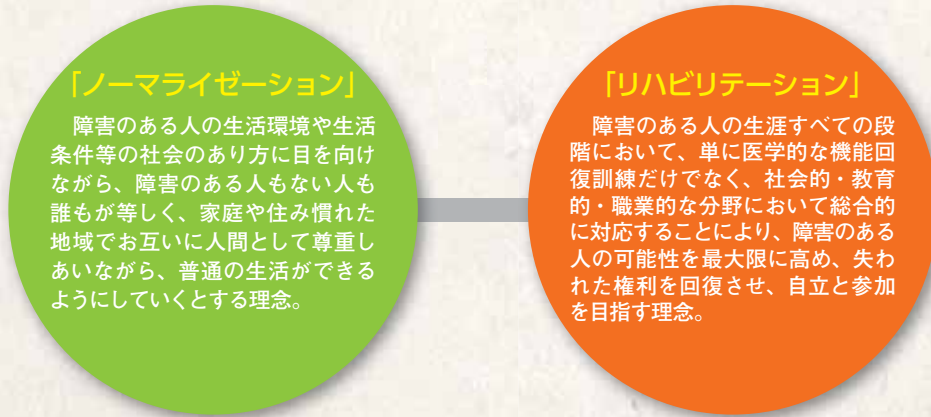 「ノーマライゼーション」
　障害のある人の生活環境や生活
条件等の社会のあり方に目を向け
ながら、障害のある人もない人も
誰もが等しく、家庭や住み慣れた
地域でお互いに人間として尊重し
あいながら、普通の生活ができる
ようにしていくとする理念。
「リハビリテーション」
　障害のある人の生涯すべての段
階において、単に医学的な機能回
復訓練だけでなく、社会的・教育
的・職業的な分野において総合的
に対応することにより、障害のある
人の可能性を最大限に高め、失わ
れた権利を回復させ、自立と参加
を目指す理念。